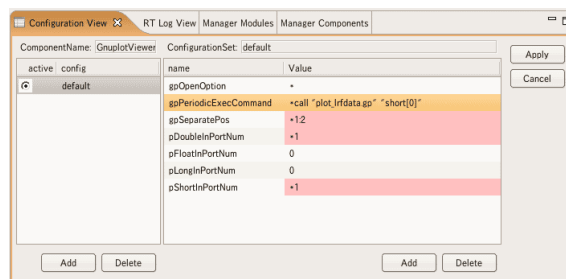 Configuration View RT Log View Manager Modules Manager Components
ComponentName: GnuplotViewer ConfigurationSet: default
Apply
active config name Value
Cancel
default gpOpenOption *
gpPeriodicExecCommand *call "plot_lrfdata.gp" "short[0]"
gpSeparatePos *1:2
pDoubleInPortNum *1
pFloatInPortNum 0
pLongInPortNum 0
pShortInPortNum *1
Add Delete Add Delete